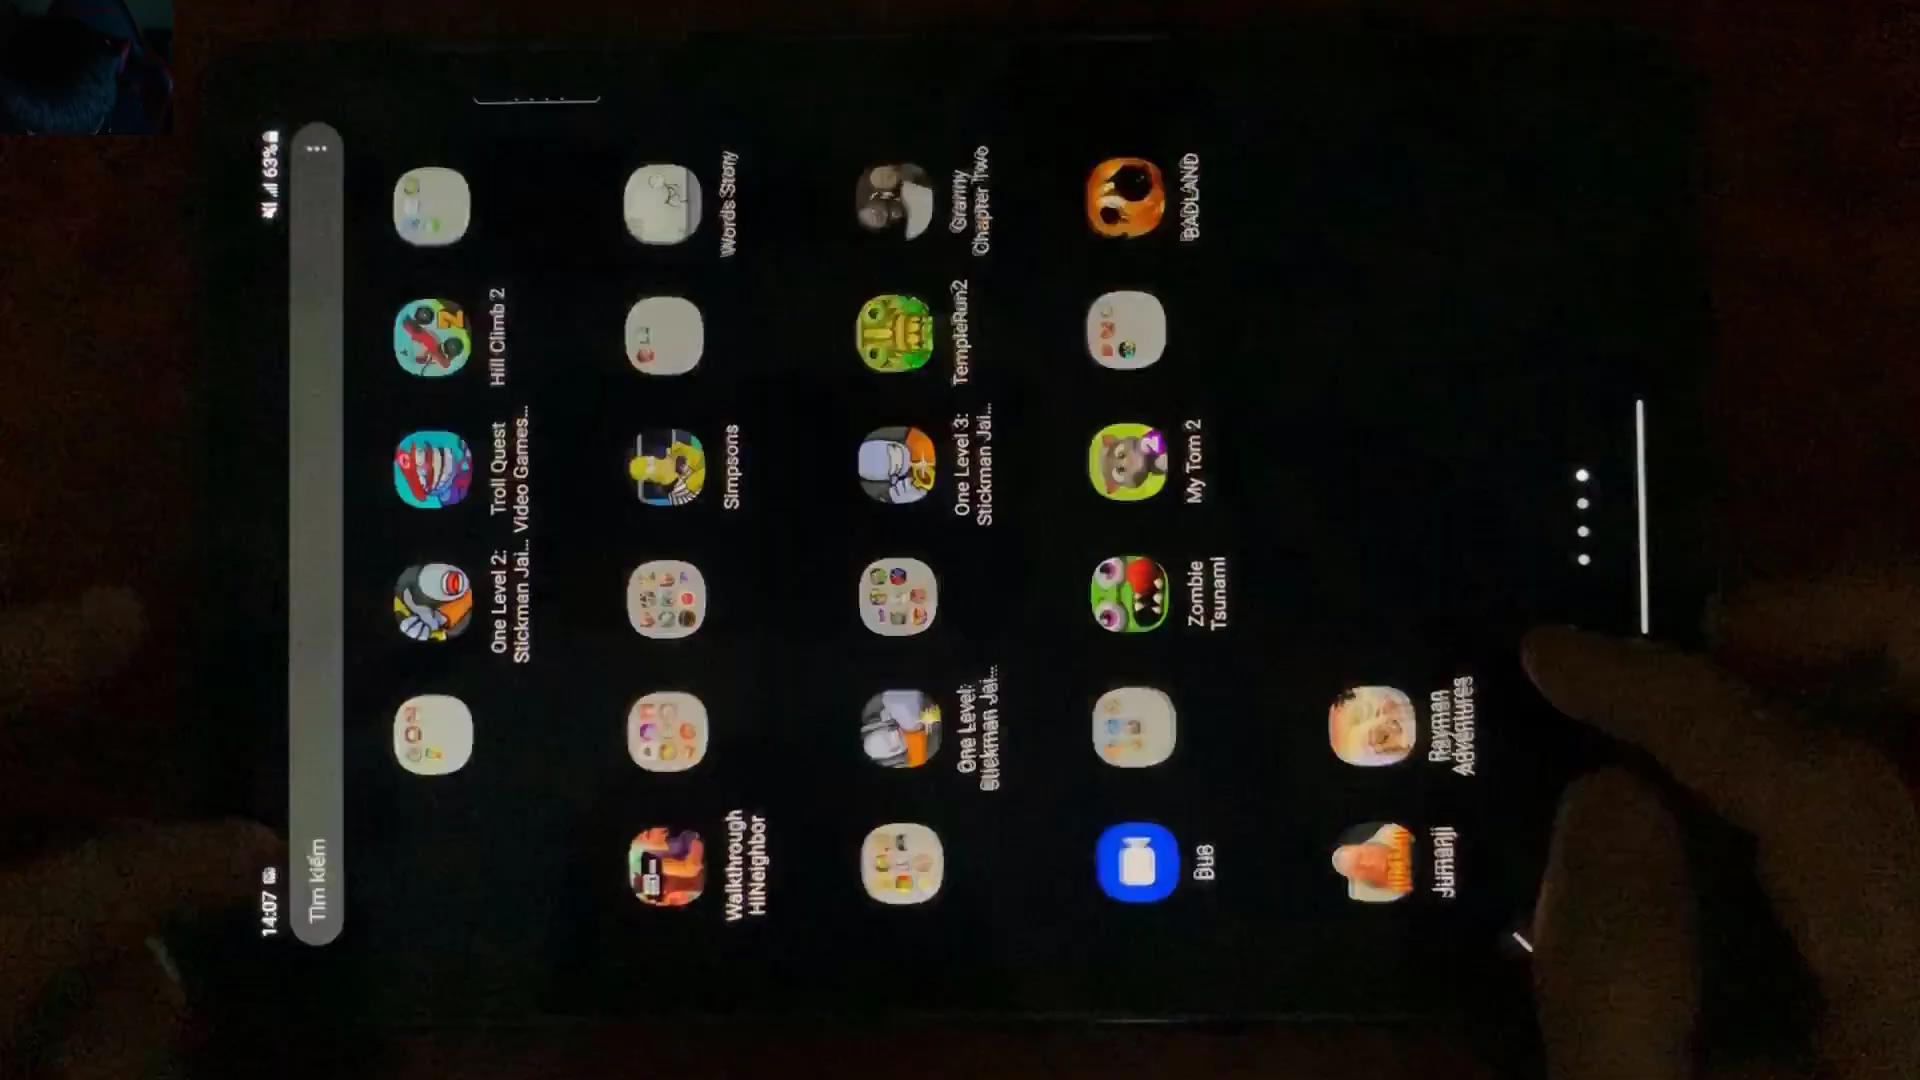 14:07
63%
Tìm kiếm
One Level 2:
Stickman Jai...
Troll Quest
Video Games...
Hill Climb 2
Walkthrough
HiNeighbor
Simpsons
Words Story
One Level:
Stickman Jai...
One Level 3:
Stickman Jai...
TempleRun2
Granny
Chapter Two
Zombie
Tsunami
My Tom 2
BADLAND
Jumanji
Rayman
Adventures